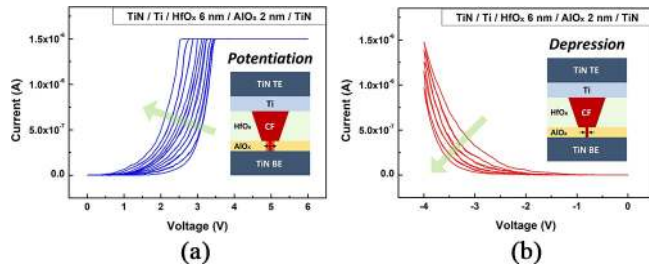 TiN / Ti / HfOx 6 nm / AlOx 2 nm / TiN
Potentiation
TiN TE
Ti
HfOx
CF
AlOx
TiN BE
Current (A)
1.5x10⁻⁶
1.0x10⁻⁶
5.0x10⁻⁷
0.0
0 1 2 3 4 5 6
Voltage (V)
(a)
TiN / Ti / HfOx 6 nm / AlOx 2 nm / TiN
Depression
TiN TE
Ti
HfOx
CF
AlOx
TiN BE
Current (A)
1.5x10⁻⁶
1.0x10⁻⁶
5.0x10⁻⁷
0.0
-4 -3 -2 -1 0
Voltage (V)
(b)